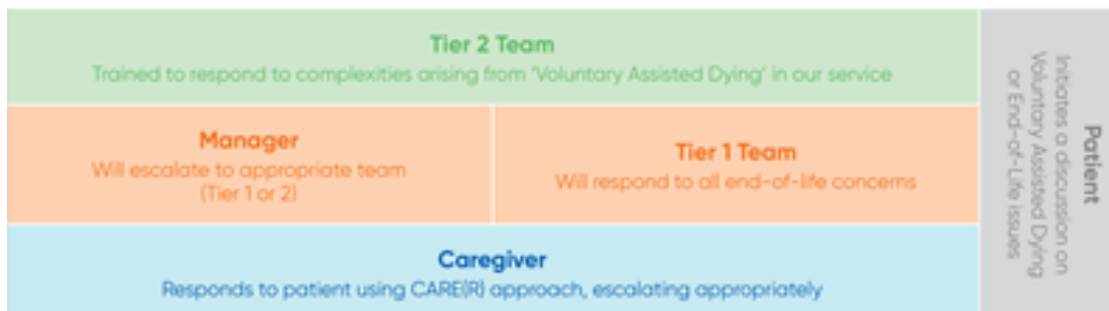 Tier 2 Team
Trained to respond to complexities arising from ‘Voluntary Assisted Dying’ in our service
Manager
Will escalate to appropriate team
(Tier 1 or 2)
Tier 1 Team
Will respond to all end-of-life concerns
Caregiver
Responds to patient using CARE(R) approach, escalating appropriately
Patient
Initiates a discussion on
Voluntary Assisted Dying
or End-of-Life issues